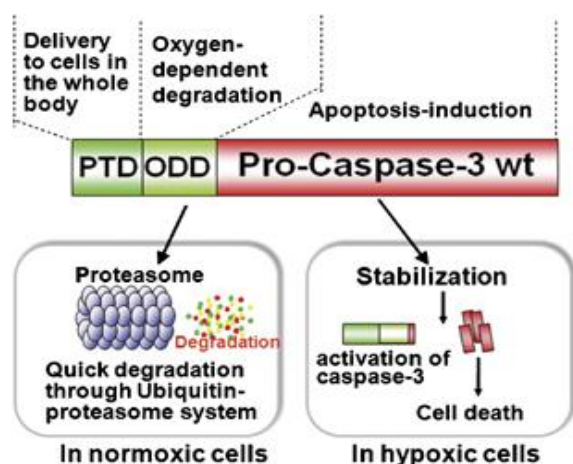 Delivery
to cells in
the whole
body
Oxygen-
dependent
degradation
Apoptosis-induction
PTD ODD Pro-Caspase-3 wt
Proteasome
Degradation
Quick degradation
through Ubiquitin-
proteasome system
In normoxic cells
Stabilization
activation of
caspase-3
Cell death
In hypoxic cells